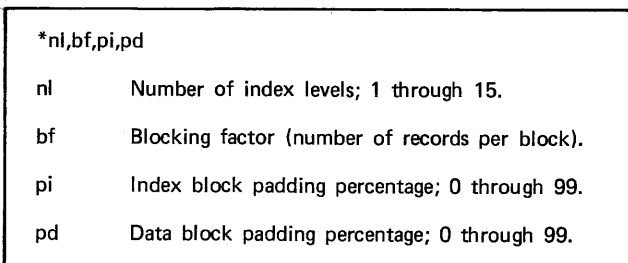 *nl,bf,pi,pd
nl Number of index levels; 1 through 15.
bf Blocking factor (number of records per block).
pi Index block padding percentage; 0 through 99.
pd Data block padding percentage; 0 through 99.